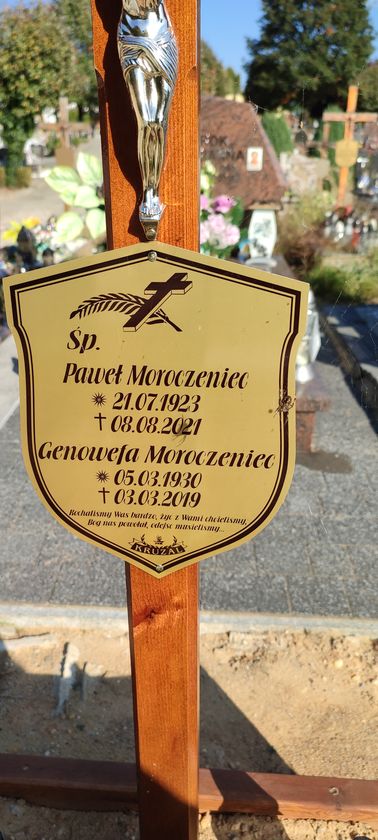 Śp.
Paweł Moroczeniec
* 21.07.1923
† 08.08.2021
Genowefa Moroczeniec
* 05.03.1930
† 03.03.2019
Kochaliśmy Was bardzo, żyć z Wami chcieliśmy,
Bóg nas powołał, odejść musieliśmy...
KRUŻAL